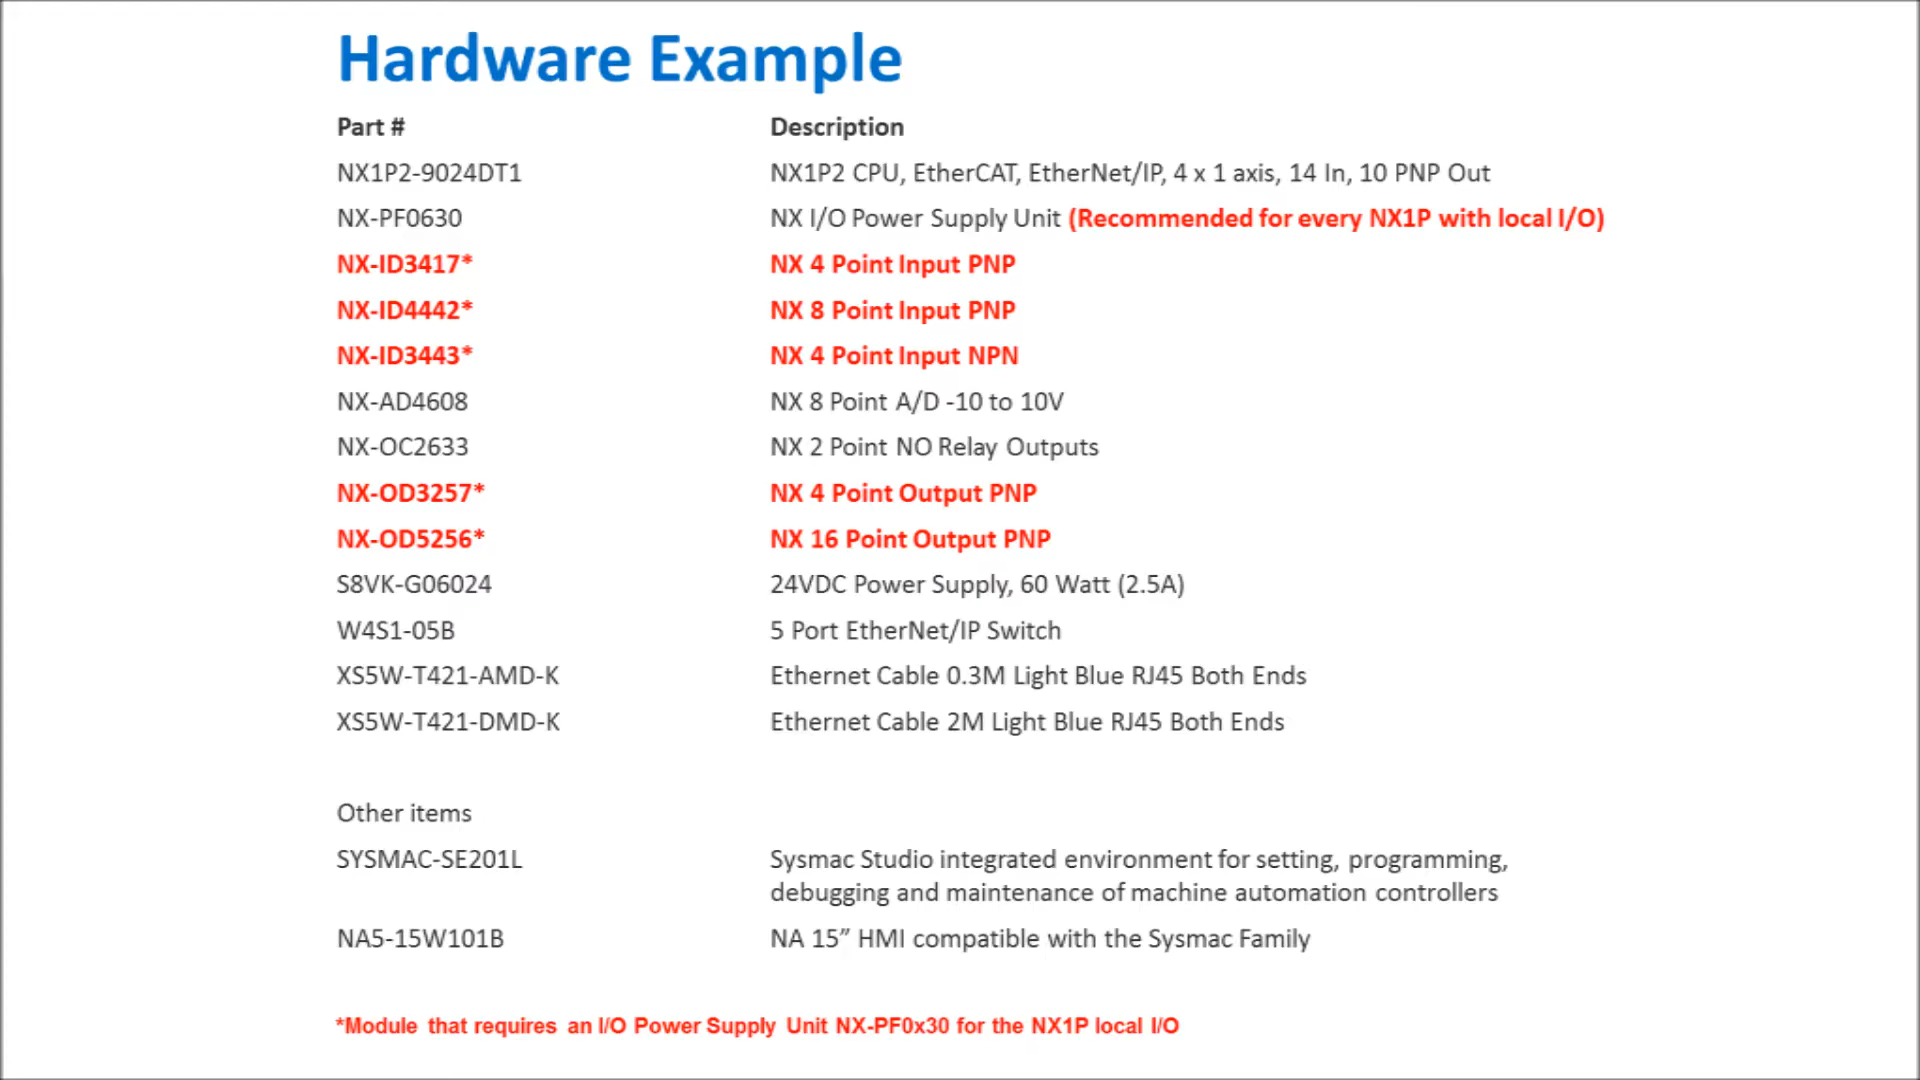 Hardware Example
Part # Description
NX1P2-9024DT1 NX1P2 CPU, EtherCAT, EtherNet/IP, 4 x 1 axis, 14 In, 10 PNP Out
NX-PF0630 NX I/O Power Supply Unit (Recommended for every NX1P with local I/O)
NX-ID3417* NX 4 Point Input PNP
NX-ID4442* NX 8 Point Input PNP
NX-ID3443* NX 4 Point Input NPN
NX-AD4608 NX 8 Point A/D -10 to 10V
NX-OC2633 NX 2 Point NO Relay Outputs
NX-OD3257* NX 4 Point Output PNP
NX-OD5256* NX 16 Point Output PNP
S8VK-G06024 24VDC Power Supply, 60 Watt (2.5A)
W4S1-05B 5 Port EtherNet/IP Switch
XS5W-T421-AMD-K Ethernet Cable 0.3M Light Blue RJ45 Both Ends
XS5W-T421-DMD-K Ethernet Cable 2M Light Blue RJ45 Both Ends
Other items
SYSMAC-SE201L Sysmac Studio integrated environment for setting, programming,
debugging and maintenance of machine automation controllers
NA5-15W101B NA 15” HMI compatible with the Sysmac Family
*Module that requires an I/O Power Supply Unit NX-PF0x30 for the NX1P local I/O